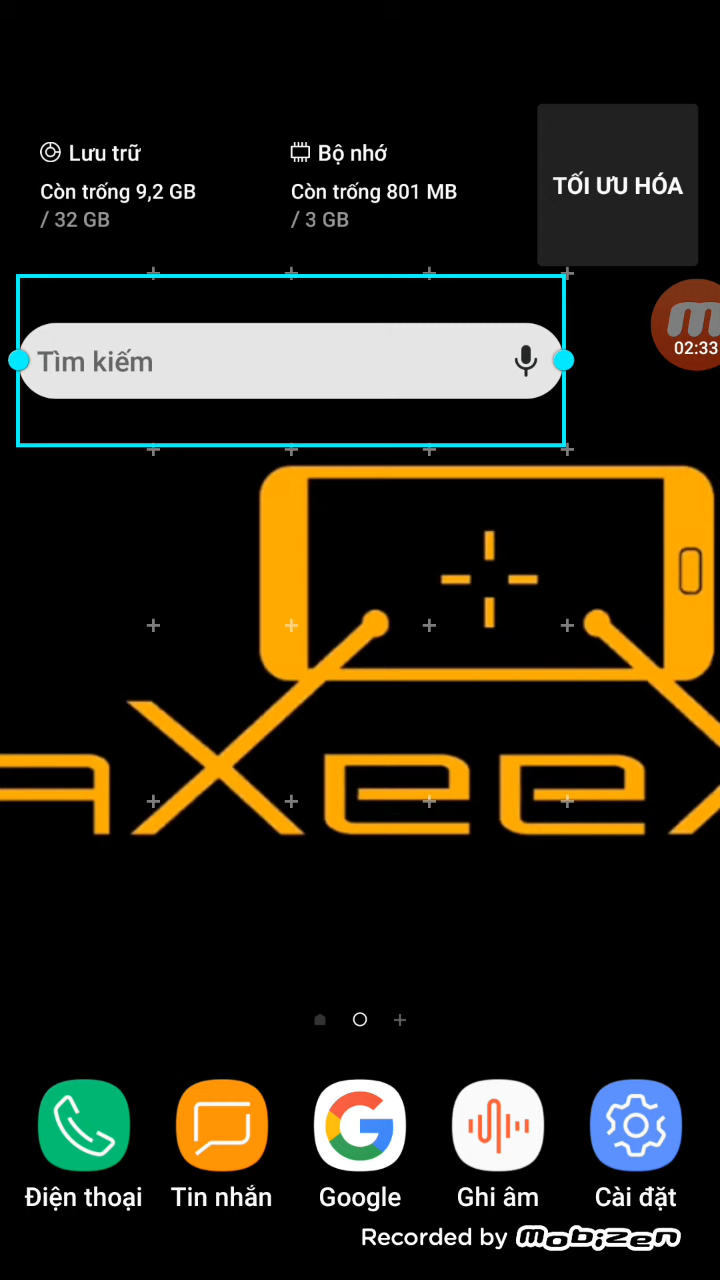 Lưu trữ
Còn trống 9,2 GB
/ 32 GB
Bộ nhớ
Còn trống 801 MB
/ 3 GB
TỐI ƯU HÓA
Tìm kiếm
02:33
aXeeX
Điện thoại
Tin nhắn
Google
Ghi âm
Cài đặt
Recorded by mobizen